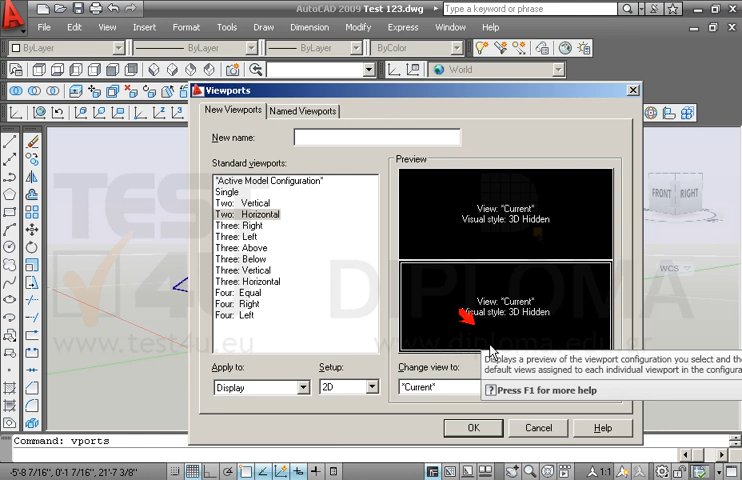 AutoCAD 2009 Test 123.dwg
Type a keyword or phrase
File Edit View Insert Format Tools Draw Dimension Modify Express Window Help
ByLayer ByLayer ByLayer ByColor
World
Viewports
New Viewports Named Viewports
New name:
Standard viewports:
Preview
*Active Model Configuration*
Single
Two: Vertical
Two: Horizontal
Three: Right
Three: Left
Three: Above
Three: Below
Three: Vertical
Three: Horizontal
Four: Equal
Four: Right
Four: Left
View: "Current"
Visual style: 3D Hidden
View: "Current"
Visual style: 3D Hidden
FRONT RIGHT
WCS
TEST
4U
DIPLOMA
www.test4u.eu
www.diploma.edu.gr
Displays a preview of the viewport configuration you select and the
default views assigned to each individual viewport in the configura
Press F1 for more help
Apply to:
Setup:
Change view to:
Display
2D
*Current*
OK Cancel Help
Command: vports
-5'-8 7/16", 0'-1 7/16", 21'-7 3/8"
1:1